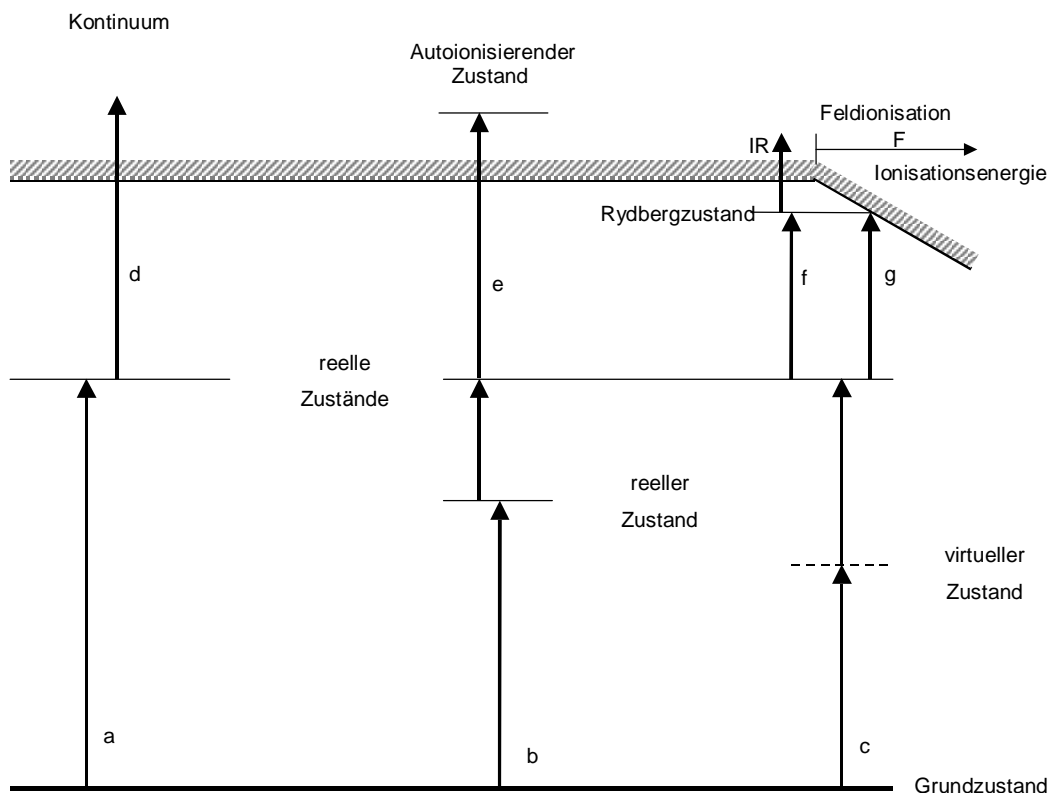 Kontinuum
Autoionisierender
Zustand
Feldionisation
F
IR
Ionisationsenergie
Rydbergzustand
d
e
f
g
reelle
Zustände
reeller
Zustand
virtueller
Zustand
a
b
c
Grundzustand